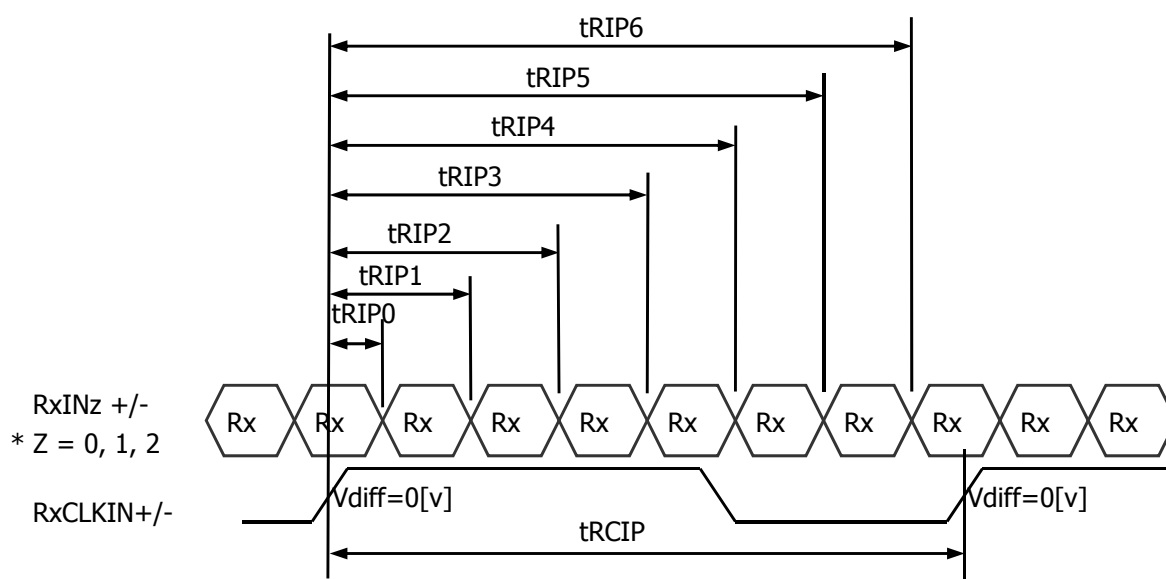 tRIP6
tRIP5
tRIP4
tRIP3
tRIP2
tRIP1
tRIP0
RxINz +/-
* Z = 0, 1, 2
Rx Rx Rx Rx Rx Rx Rx Rx Rx Rx Rx
RxCLKIN+/-
Vdiff=0[v] Vdiff=0[v]
tRCIP